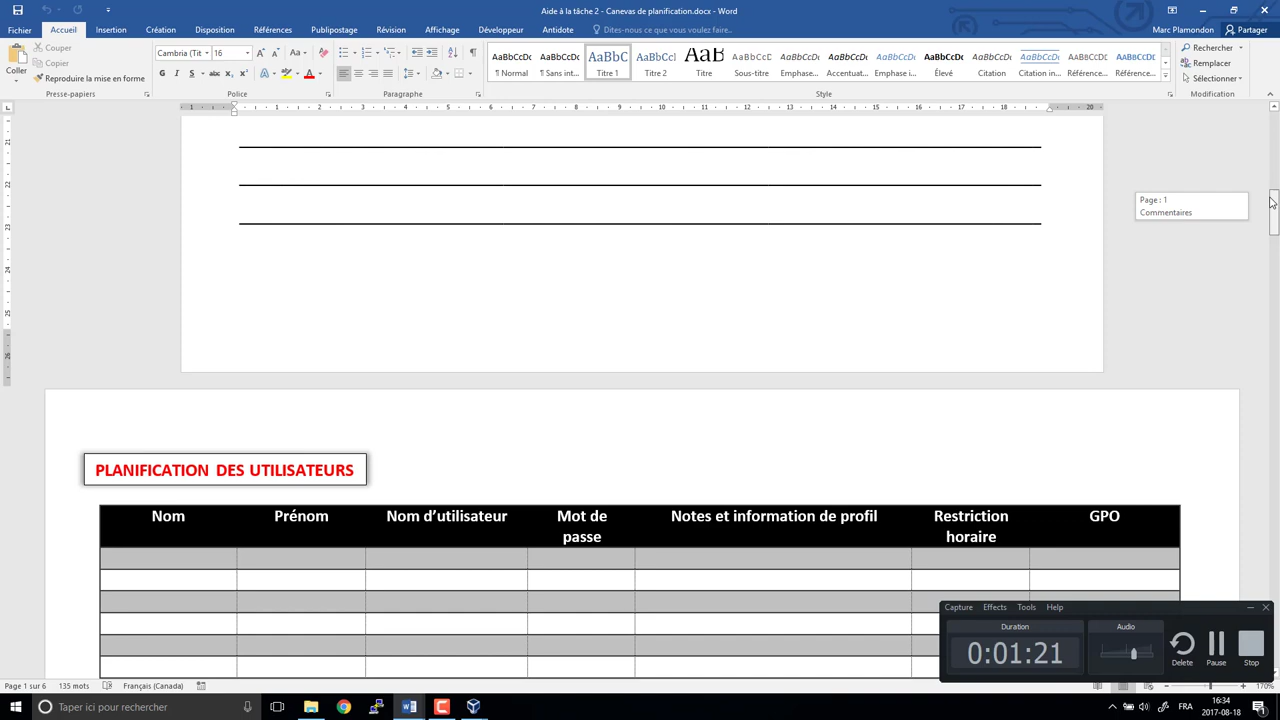 Aide à la tâche 2 - Canevas de planification.docx - Word
Fichier Accueil Insertion Création Disposition Références Publipostage Affichage Révision Développeur Antidote Dites-nous ce que vous voulez faire... Marc Plamondon Partager
Coller
Couper
Copier
Reproduire la mise en forme
Presse-papiers
Cambria (Tit 16
Police
Paragraphe
¶ Normal ¶ Sans int... Titre 1 Titre 2 Titre Sous-titre Emphase... Accentuat... Emphase i... Élevé Citation Citation in... Référence... Référence...
Style
Rechercher
Remplacer
Sélectionner
Modification
Page : 1
Commentaires
PLANIFICATION DES UTILISATEURS
Nom Prénom Nom d’utilisateur Mot de passe Notes et information de profil Restriction horaire GPO
Capture Effects Tools Help
Duration Audio
0:01:21
Delete Pause Stop
Page 1 sur 6 135 mots Français (Canada) 170%
Taper ici pour rechercher
FRA
16:34
2017-08-18